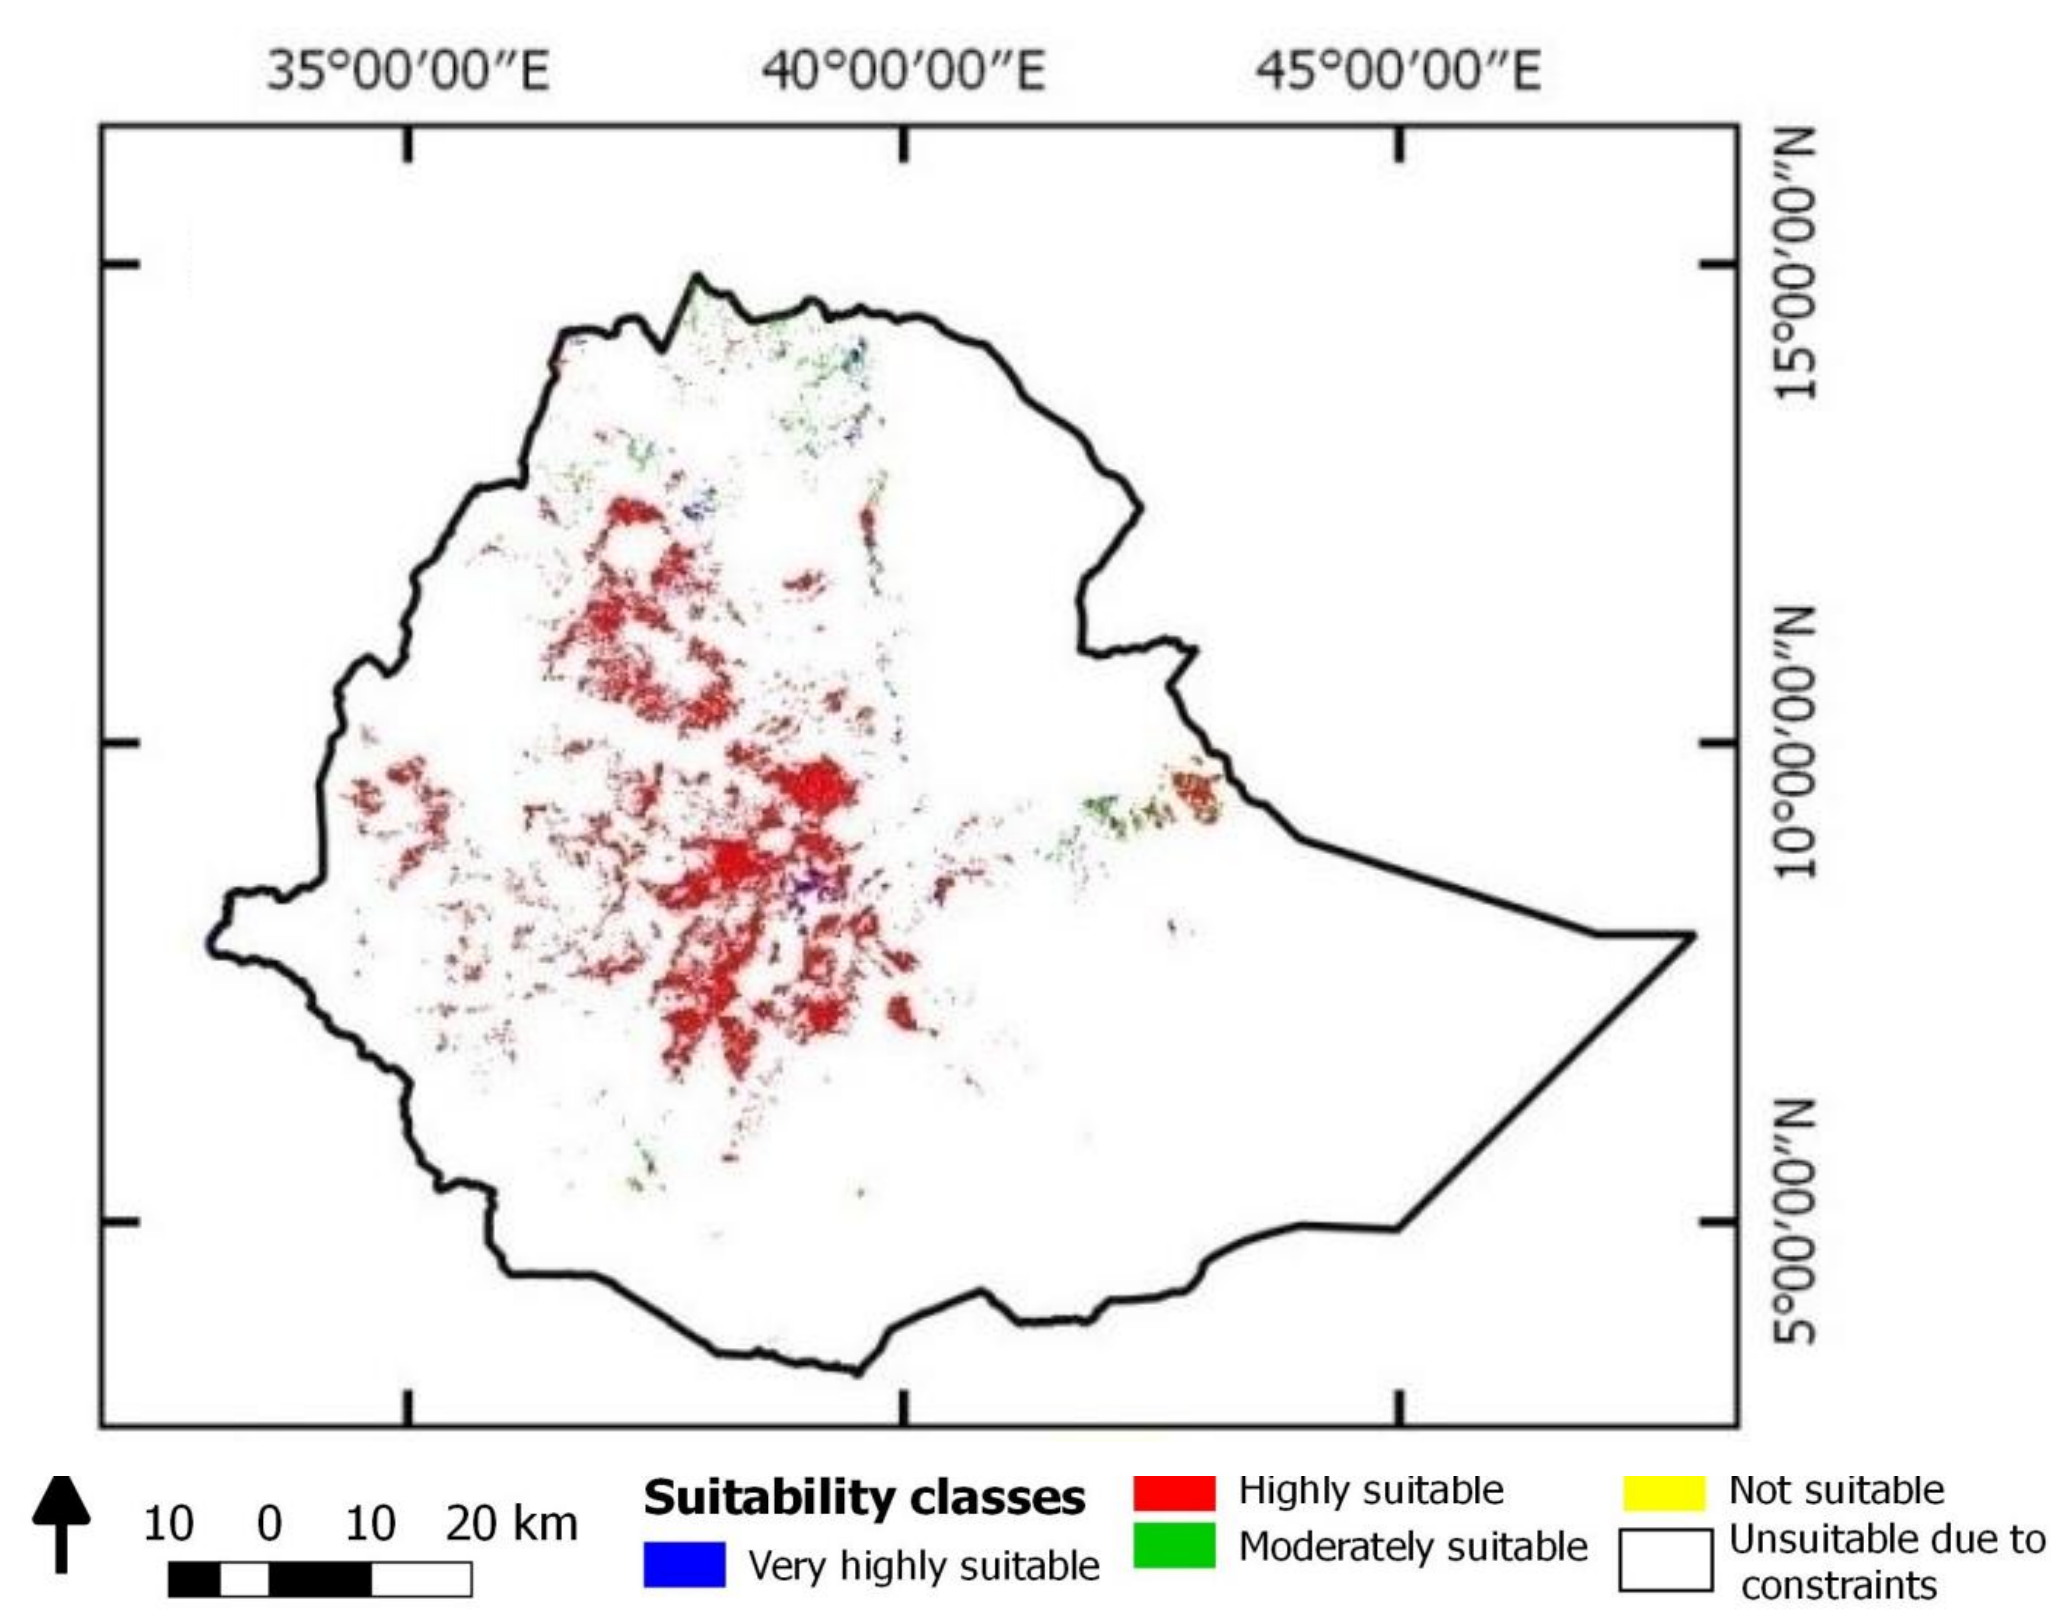 35°00′00″E 40°00′00″E 45°00′00″E
15°00′00″N
10°00′00″N
5°00′00″N
10 0 10 20 km
Suitability classes
Very highly suitable
Highly suitable
Moderately suitable
Not suitable
Unsuitable due to
constraints